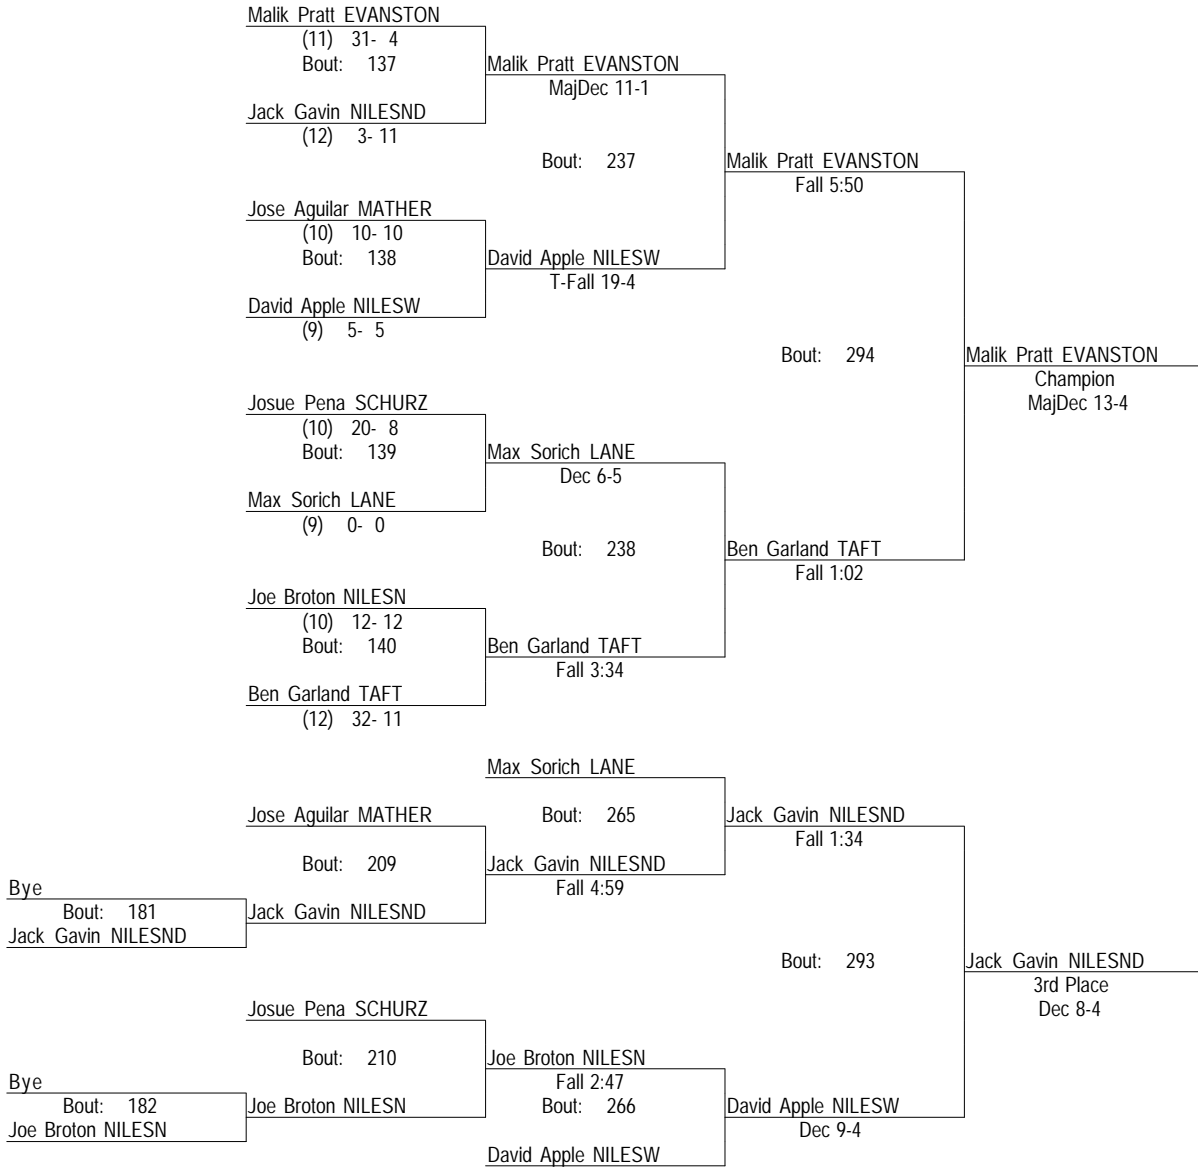 Malik Pratt EVANSTON
(11) 31- 4
Bout: 137
Malik Pratt EVANSTON
MajDec 11-1
Jack Gavin NILESND
(12) 3- 11
Bout: 237
Malik Pratt EVANSTON
Fall 5:50
Jose Aguilar MATHER
(10) 10- 10
Bout: 138
David Apple NILESW
T-Fall 19-4
David Apple NILESW
(9) 5- 5
Bout: 294
Malik Pratt EVANSTON
Champion
MajDec 13-4
Josue Pena SCHURZ
(10) 20- 8
Bout: 139
Max Sorich LANE
Dec 6-5
Max Sorich LANE
(9) 0- 0
Bout: 238
Ben Garland TAFT
Fall 1:02
Joe Broton NILESN
(10) 12- 12
Bout: 140
Ben Garland TAFT
Fall 3:34
Ben Garland TAFT
(12) 32- 11
Max Sorich LANE
Jose Aguilar MATHER
Bout: 265
Jack Gavin NILESND
Fall 1:34
Bout: 209
Jack Gavin NILESND
Fall 4:59
Bye
Bout: 181
Jack Gavin NILESND
Jack Gavin NILESND
Bout: 293
Jack Gavin NILESND
3rd Place
Dec 8-4
Josue Pena SCHURZ
Bout: 210
Joe Broton NILESN
Fall 2:47
Bye
Bout: 182
Joe Broton NILESN
Joe Broton NILESN
Bout: 266
David Apple NILESW
Dec 9-4
David Apple NILESW